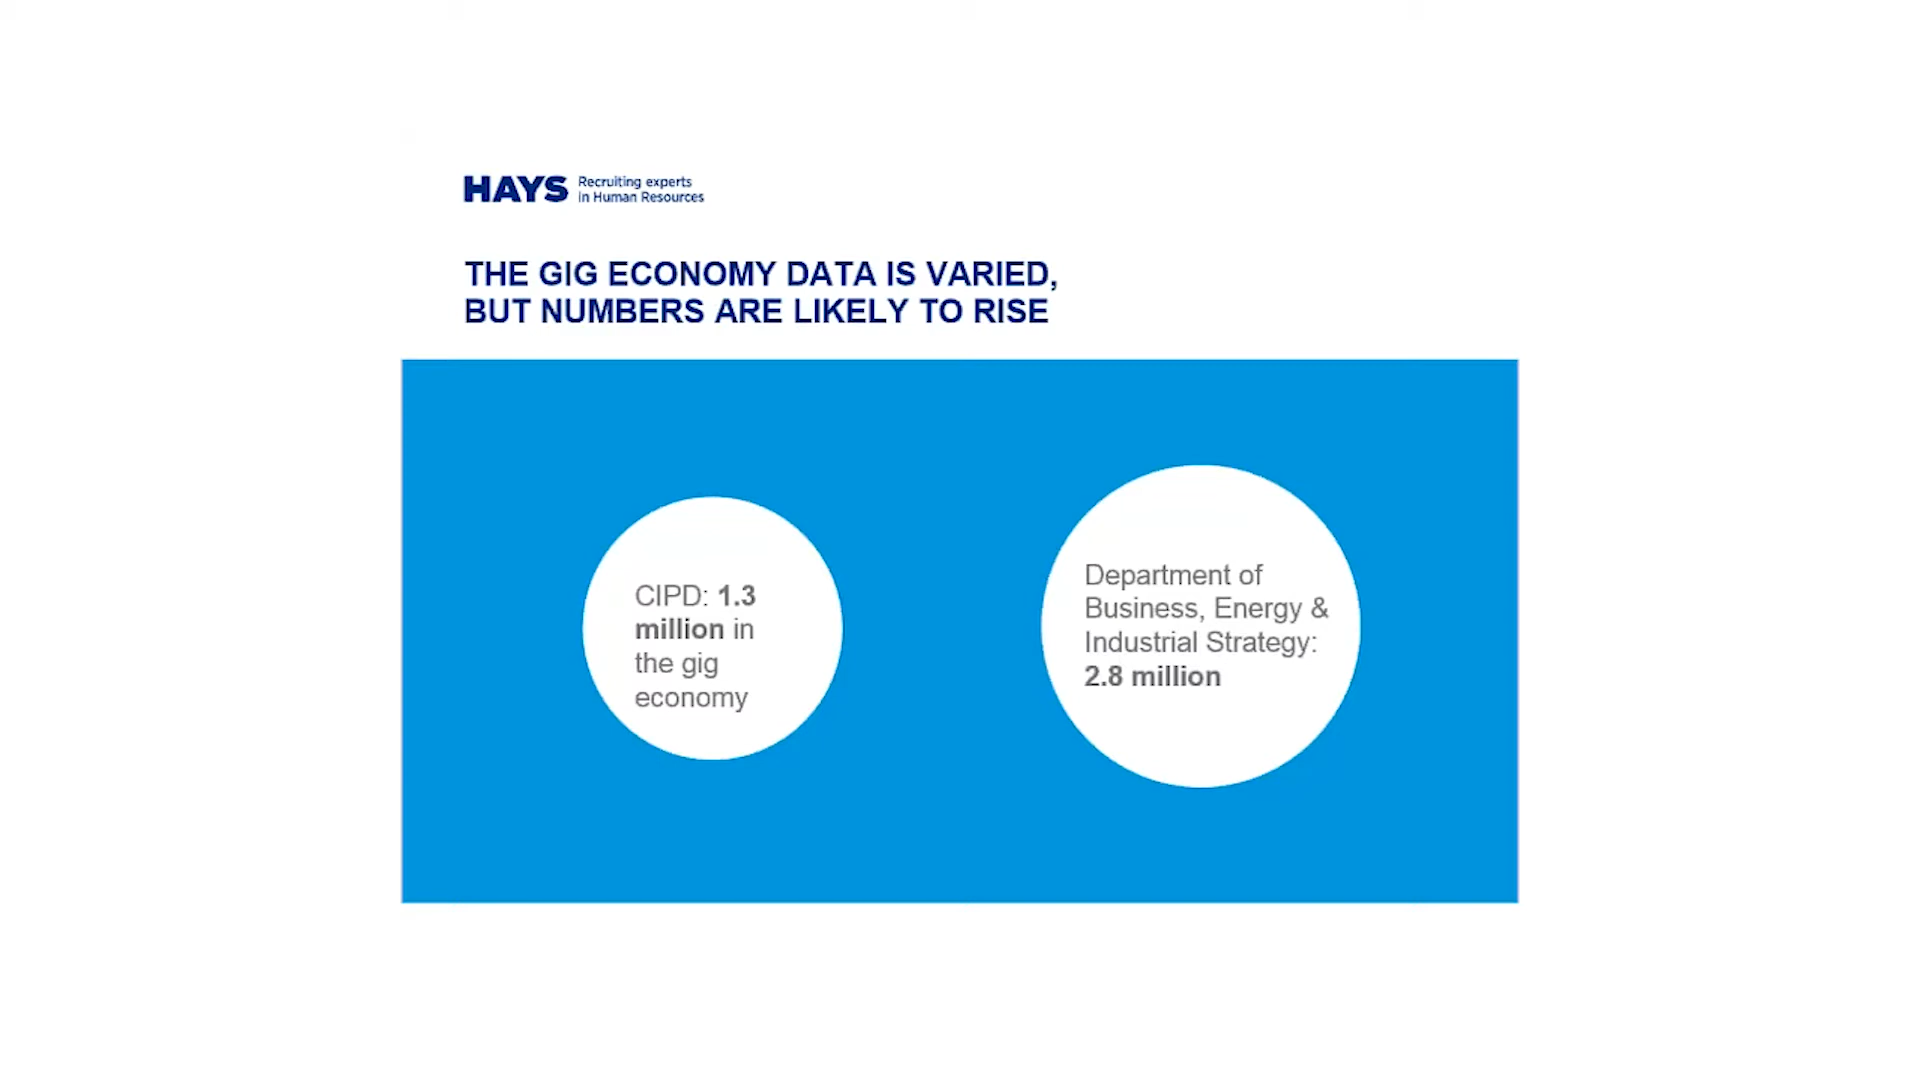 HAYS Recruiting experts
in Human Resources
THE GIG ECONOMY DATA IS VARIED,
BUT NUMBERS ARE LIKELY TO RISE
CIPD: 1.3
million in
the gig
economy
Department of
Business, Energy &
Industrial Strategy:
2.8 million